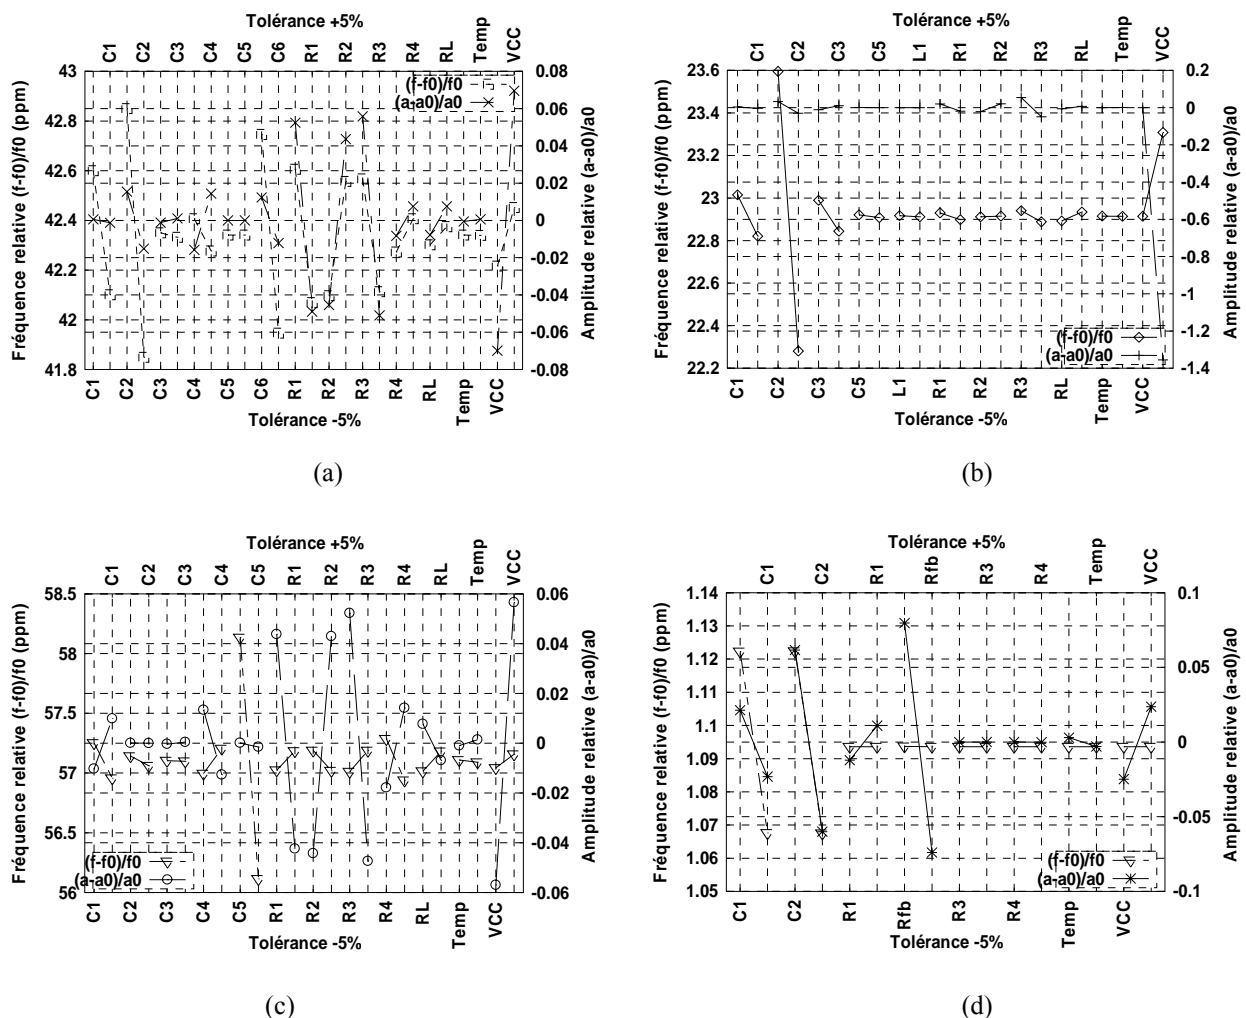 Tolérance +5%
C1 C2 C3 C4 C5 C6 R1 R2 R3 R4 RL Temp VCC
(f-f0)/f0
(a-a0)/a0
Fréquence relative (f-f0)/f0 (ppm)
43
42.8
42.6
42.4
42.2
42
41.8
Amplitude relative (a-a0)/a0
0.08
0.06
0.04
0.02
0
-0.02
-0.04
-0.06
-0.08
C1 C2 C3 C4 C5 C6 R1 R2 R3 R4 RL Temp VCC
Tolérance -5%
(a)
Tolérance +5%
C1 C2 C3 C5 L1 R1 R2 R3 RL Temp VCC
Fréquence relative (f-f0)/f0 (ppm)
23.6
23.4
23.2
23
22.8
22.6
22.4
22.2
Amplitude relative (a-a0)/a0
0.2
0
-0.2
-0.4
-0.6
-0.8
-1
-1.2
-1.4
(f-f0)/f0
(a-a0)/a0
C1 C2 C3 C5 L1 R1 R2 R3 RL Temp VCC
Tolérance -5%
(b)
Tolérance +5%
C1 C2 C3 C4 C5 R1 R2 R3 R4 RL Temp VCC
Fréquence relative (f-f0)/f0 (ppm)
58.5
58
57.5
57
56.5
56
Amplitude relative (a-a0)/a0
0.06
0.04
0.02
0
-0.02
-0.04
-0.06
(f-f0)/f0
(a-a0)/a0
C1 C2 C3 C4 C5 R1 R2 R3 R4 RL Temp VCC
Tolérance -5%
(c)
Tolérance +5%
C1 C2 R1 Rfb R3 R4 Temp VCC
Fréquence relative (f-f0)/f0 (ppm)
1.14
1.13
1.12
1.11
1.1
1.09
1.08
1.07
1.06
1.05
Amplitude relative (a-a0)/a0
0.1
0.05
0
-0.05
-0.1
(f-f0)/f0
(a-a0)/a0
C1 C2 R1 Rfb R3 R4 Temp VCC
Tolérance -5%
(d)